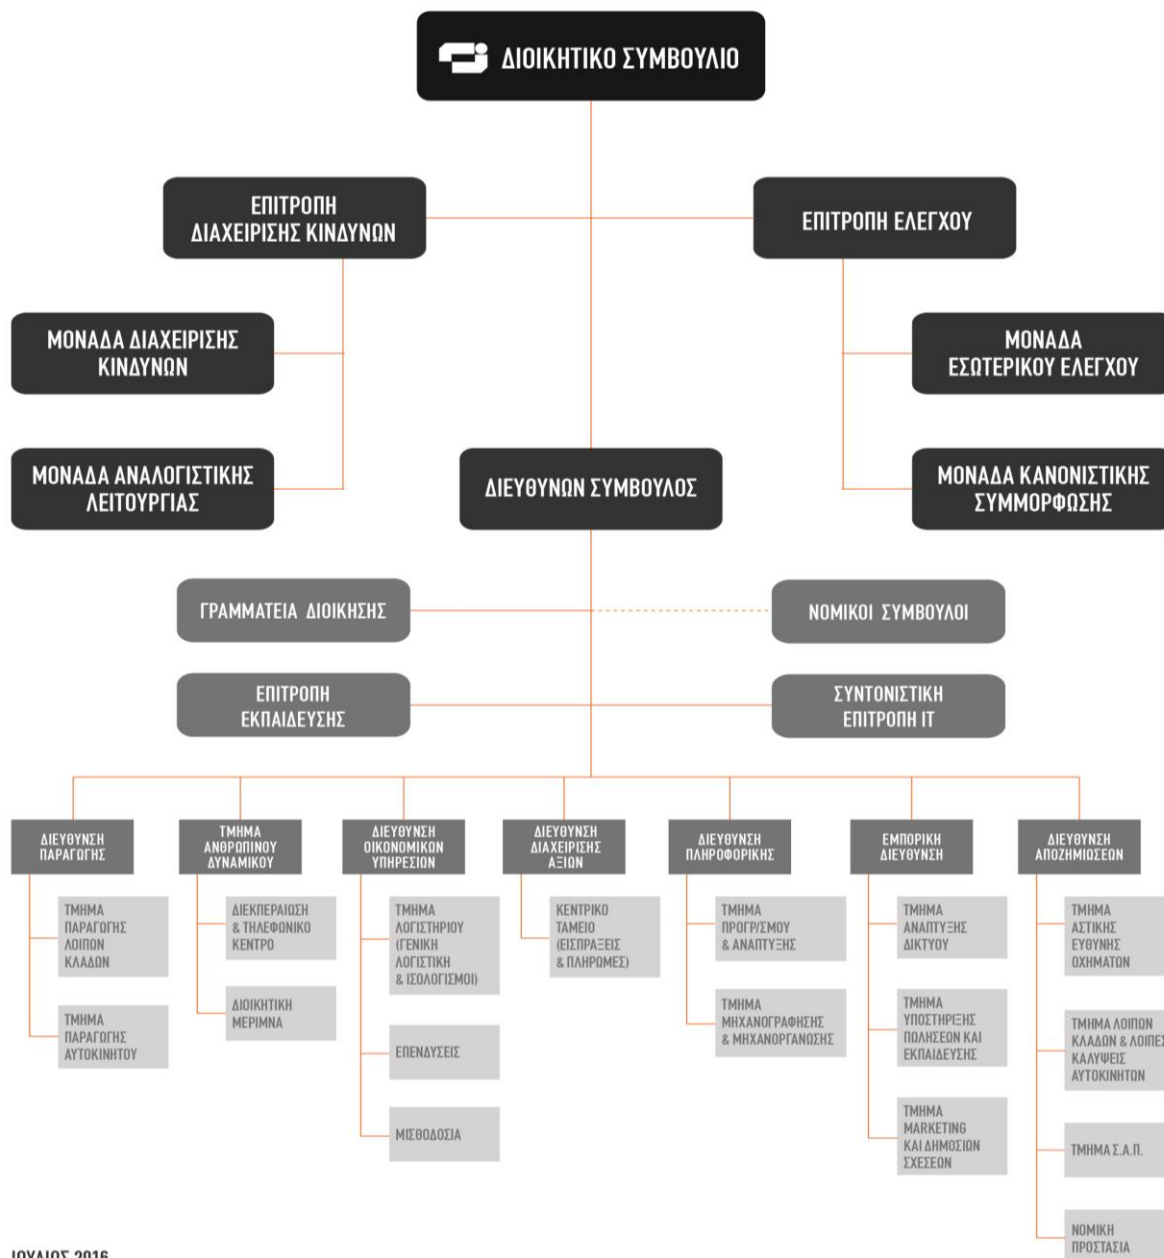 ΔΙΟΙΚΗΤΙΚΟ ΣΥΜΒΟΥΛΙΟ
ΕΠΙΤΡΟΠΗ
ΔΙΑΧΕΙΡΙΣΗΣ ΚΙΝΔΥΝΩΝ
ΕΠΙΤΡΟΠΗ ΕΛΕΓΧΟΥ
ΜΟΝΑΔΑ ΔΙΑΧΕΙΡΙΣΗΣ
ΚΙΝΔΥΝΩΝ
ΜΟΝΑΔΑ
ΕΣΩΤΕΡΙΚΟΥ ΕΛΕΓΧΟΥ
ΜΟΝΑΔΑ ΑΝΑΛΟΓΙΣΤΙΚΗΣ
ΛΕΙΤΟΥΡΓΙΑΣ
ΔΙΕΥΘΥΝΩΝ ΣΥΜΒΟΥΛΟΣ
ΜΟΝΑΔΑ ΚΑΝΟΝΙΣΤΙΚΗΣ
ΣΥΜΜΟΡΦΩΣΗΣ
ΓΡΑΜΜΑΤΕΙΑ ΔΙΟΙΚΗΣΗΣ
ΝΟΜΙΚΟΙ ΣΥΜΒΟΥΛΟΙ
ΕΠΙΤΡΟΠΗ
ΕΚΠΑΙΔΕΥΣΗΣ
ΣΥΝΤΟΝΙΣΤΙΚΗ
ΕΠΙΤΡΟΠΗ ΙΤ
ΔΙΕΥΘΥΝΣΗ
ΠΑΡΑΓΩΓΗΣ
ΤΜΗΜΑ
ΑΝΘΡΩΠΙΝΟΥ
ΔΥΝΑΜΙΚΟΥ
ΔΙΕΥΘΥΝΣΗ
ΟΙΚΟΝΟΜΙΚΩΝ
ΥΠΗΡΕΣΙΩΝ
ΔΙΕΥΘΥΝΣΗ
ΔΙΑΧΕΙΡΙΣΗΣ
ΑΞΙΩΝ
ΔΙΕΥΘΥΝΣΗ
ΠΛΗΡΟΦΟΡΙΚΗΣ
ΕΜΠΟΡΙΚΗ
ΔΙΕΥΘΥΝΣΗ
ΔΙΕΥΘΥΝΣΗ
ΑΠΟΖΗΜΙΩΣΕΩΝ
ΤΜΗΜΑ
ΠΑΡΑΓΩΓΗΣ
ΛΟΙΠΩΝ
ΚΛΑΔΩΝ
ΔΙΕΚΠΕΡΑΙΩΣΗ
& ΤΗΛΕΦΩΝΙΚΟ
ΚΕΝΤΡΟ
ΤΜΗΜΑ
ΛΟΓΙΣΤΗΡΙΟΥ
(ΓΕΝΙΚΗ
ΛΟΓΙΣΤΙΚΗ
& ΙΣΟΛΟΓΙΣΜΟΙ)
ΚΕΝΤΡΙΚΟ
ΤΑΜΕΙΟ
(ΕΙΣΠΡΑΞΕΙΣ
& ΠΛΗΡΩΜΕΣ)
ΤΜΗΜΑ
ΠΡΟΓΡ/ΣΜΟΥ
& ΑΝΑΠΤΥΞΗΣ
ΤΜΗΜΑ
ΑΝΑΠΤΥΞΗΣ
ΔΙΚΤΥΟΥ
ΤΜΗΜΑ
ΑΣΤΙΚΗΣ
ΕΥΘΥΝΗΣ
ΟΧΗΜΑΤΩΝ
ΤΜΗΜΑ
ΠΑΡΑΓΩΓΗΣ
ΑΥΤΟΚΙΝΗΤΟΥ
ΔΙΟΙΚΗΤΙΚΗ
ΜΕΡΙΜΝΑ
ΕΠΕΝΔΥΣΕΙΣ
ΤΜΗΜΑ
ΜΗΧΑΝΟΓΡΑΦΗΣΗΣ
& ΜΗΧΑΝΟΡΓΑΝΩΣΗΣ
ΤΜΗΜΑ
ΥΠΟΣΤΗΡΙΞΗΣ
ΠΩΛΗΣΕΩΝ ΚΑΙ
ΕΚΠΑΙΔΕΥΣΗΣ
ΤΜΗΜΑ ΛΟΙΠΩΝ
ΚΛΑΔΩΝ & ΛΟΙΠΕΣ
ΚΑΛΥΨΕΙΣ
ΑΥΤΟΚΙΝΗΤΩΝ
ΜΙΣΘΟΔΟΣΙΑ
ΤΜΗΜΑ
MARKETING
ΚΑΙ ΔΗΜΟΣΙΩΝ
ΣΧΕΣΕΩΝ
ΤΜΗΜΑ Σ.Α.Π.
ΝΟΜΙΚΗ
ΠΡΟΣΤΑΣΙΑ
ΙΟΥΛΙΟΣ 2016